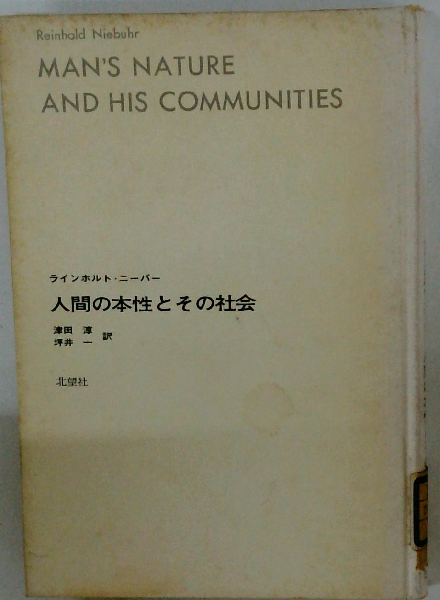 Reinhold Niebuhr
MAN'S NATURE
AND HIS COMMUNITIES
ラインホルト・ニーバー
人間の本性とその社会
津田 淳
坪井 一 訳
北望社